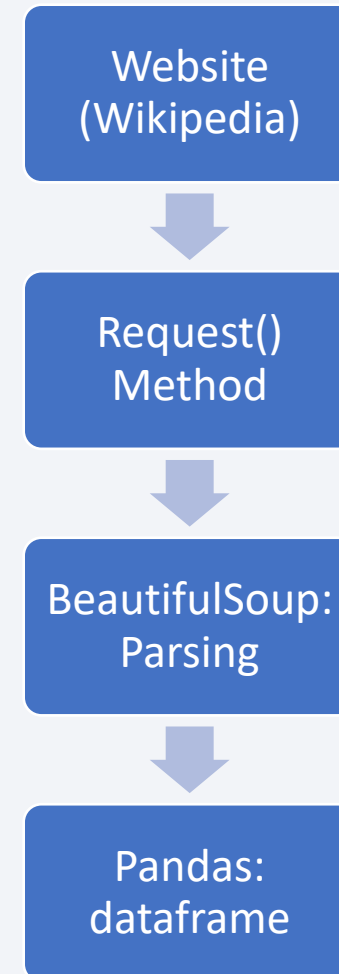 Website
(Wikipedia)
Request()
Method
BeautifulSoup:
Parsing
Pandas:
dataframe